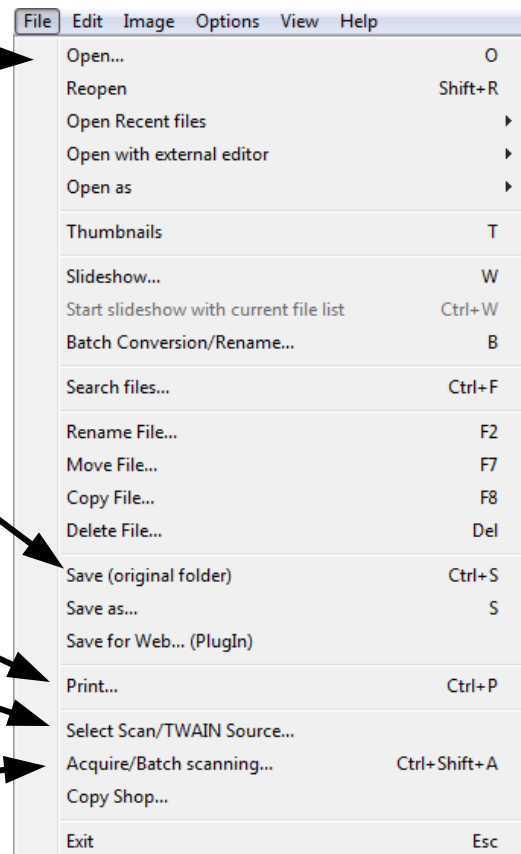 File Edit Image Options View Help
Open... O
Reopen Shift+R
Open Recent files
Open with external editor
Open as
Thumbnails T
Slideshow... W
Start slideshow with current file list Ctrl+W
Batch Conversion/Rename... B
Search files... Ctrl+F
Rename File... F2
Move File... F7
Copy File... F8
Delete File... Del
Save (original folder) Ctrl+S
Save as... S
Save for Web... (PlugIn)
Print... Ctrl+P
Select Scan/TWAIN Source...
Acquire/Batch scanning... Ctrl+Shift+A
Copy Shop...
Exit Esc